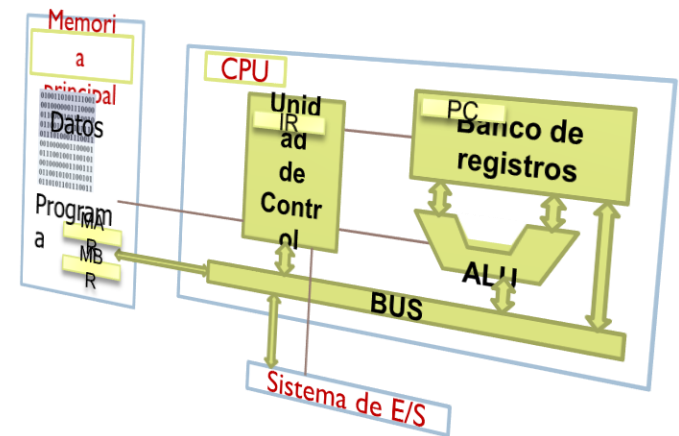 Memori
a
principal
0100110101111001
Datos
Program
a
MA
R
MB
R
CPU
Unid
IR
ad
de
Contr
ol
PC
Banco de
registros
ALU
BUS
Sistema de E/S